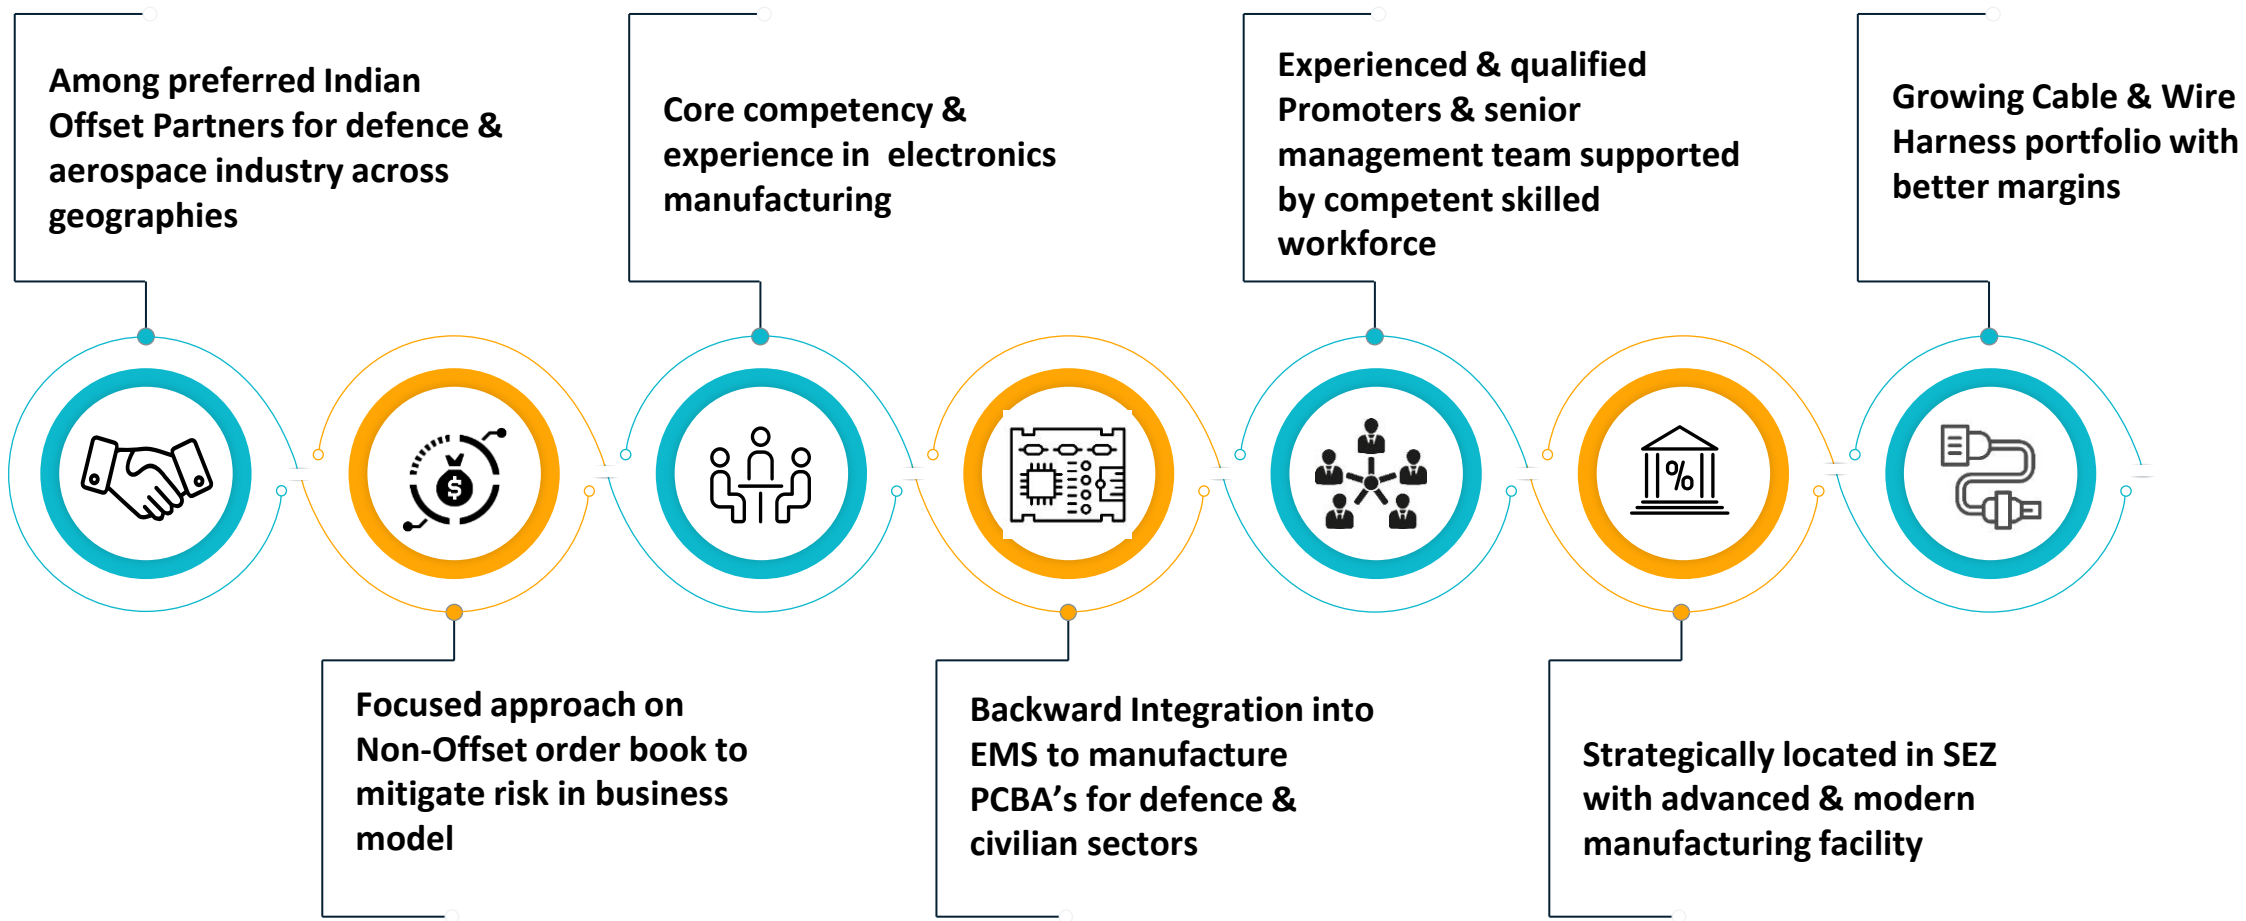 Among preferred Indian
Offset Partners for defence &
aerospace industry across
geographies
$
Focused approach on
Non-Offset order book to
mitigate risk in business
model
Core competency &
experience in  electronics
manufacturing
Backward Integration into
EMS to manufacture
PCBA’s for defence &
civilian sectors
Experienced & qualified
Promoters & senior
management team supported
by competent skilled
workforce
%
Strategically located in SEZ
with advanced & modern
manufacturing facility
Growing Cable & Wire
Harness portfolio with
better margins